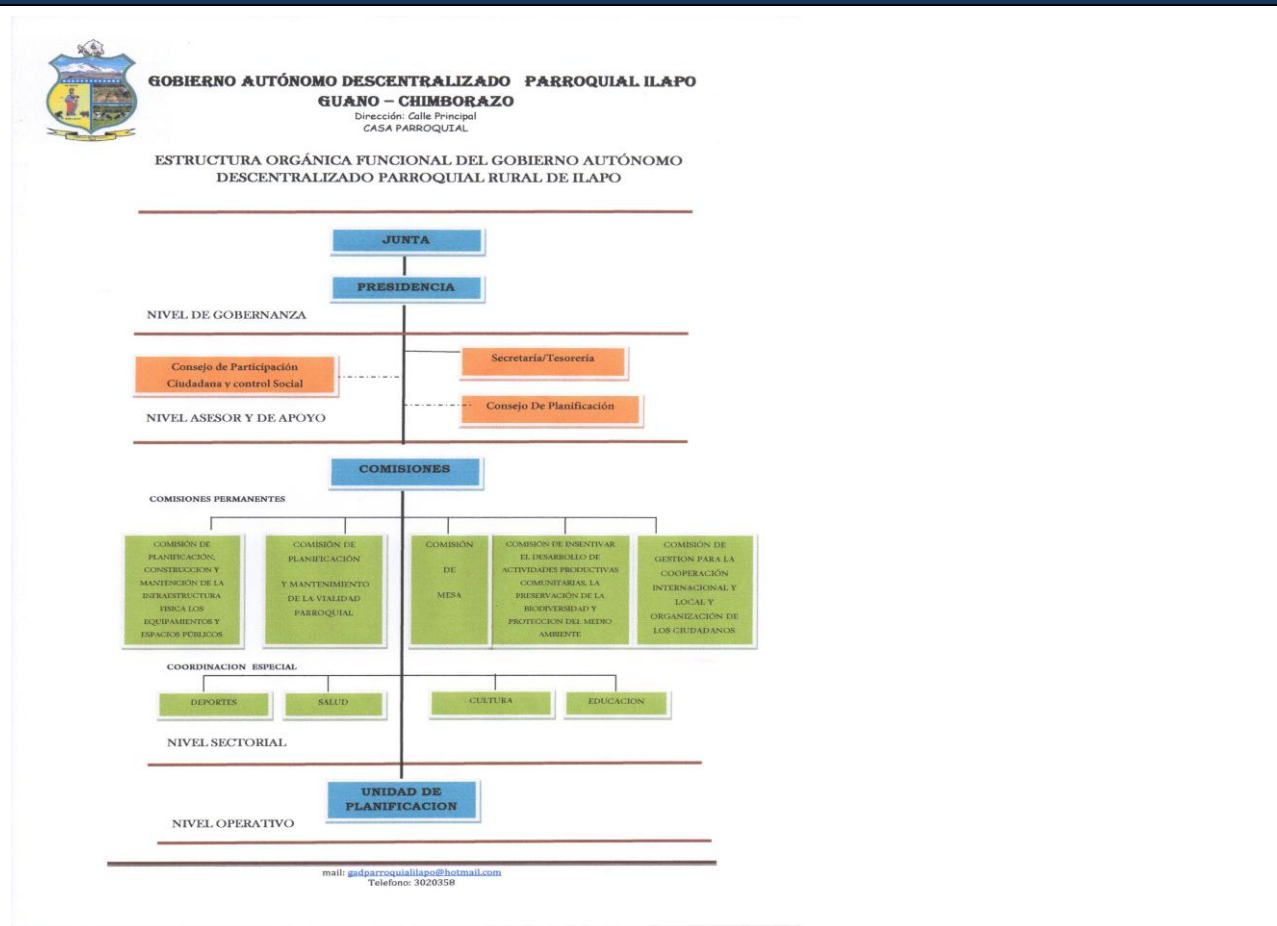 GOBIERNO AUTÓNOMO DESCENTRALIZADO PARROQUIAL ILAPO
GUANO – CHIMBORAZO
Dirección: Calle Principal
CASA PARROQUIAL
ESTRUCTURA ORGÁNICA FUNCIONAL DEL GOBIERNO AUTÓNOMO
DESCENTRALIZADO PARROQUIAL RURAL DE ILAPO
JUNTA
PRESIDENCIA
NIVEL DE GOBERNANZA
Consejo de Participación
Ciudadana y control Social
Secretaría/Tesorería
Consejo De Planificación
NIVEL ASESOR Y DE APOYO
COMISIONES
COMISIONES PERMANENTES
COMISIÓN DE
PLANIFICACIÓN,
CONSTRUCCION Y
MANTENCIÓN DE LA
INFRAESTRUCTURA
FISICA LOS
EQUIPAMIENTOS Y
ESPACIOS PÚBLICOS
COMISIÓN DE
PLANIFICACIÓN
Y MANTENIMIENTO
DE LA VIALIDAD
PARROQUIAL
COMISIÓN
DE
MESA
COMISIÓN DE INSENTIVAR
EL DESARROLLO DE
ACTIVIDADES PRODUCTIVAS
COMUNITARIAS, LA
PRESERVACIÓN DE LA
BIODIVERSIDAD Y
PROTECCION DEL MEDIO
AMBIENTE
COMISIÓN DE
GESTION PARA LA
COOPERACIÓN
INTERNACIONAL Y
LOCAL Y
ORGANIZACIÓN DE
LOS CIUDADANOS
COORDINACION ESPECIAL
DEPORTES
SALUD
CULTURA
EDUCACION
NIVEL SECTORIAL
UNIDAD DE
PLANIFICACION
NIVEL OPERATIVO
mail: gadparroquialilapo@hotmail.com
Telefono: 3020358